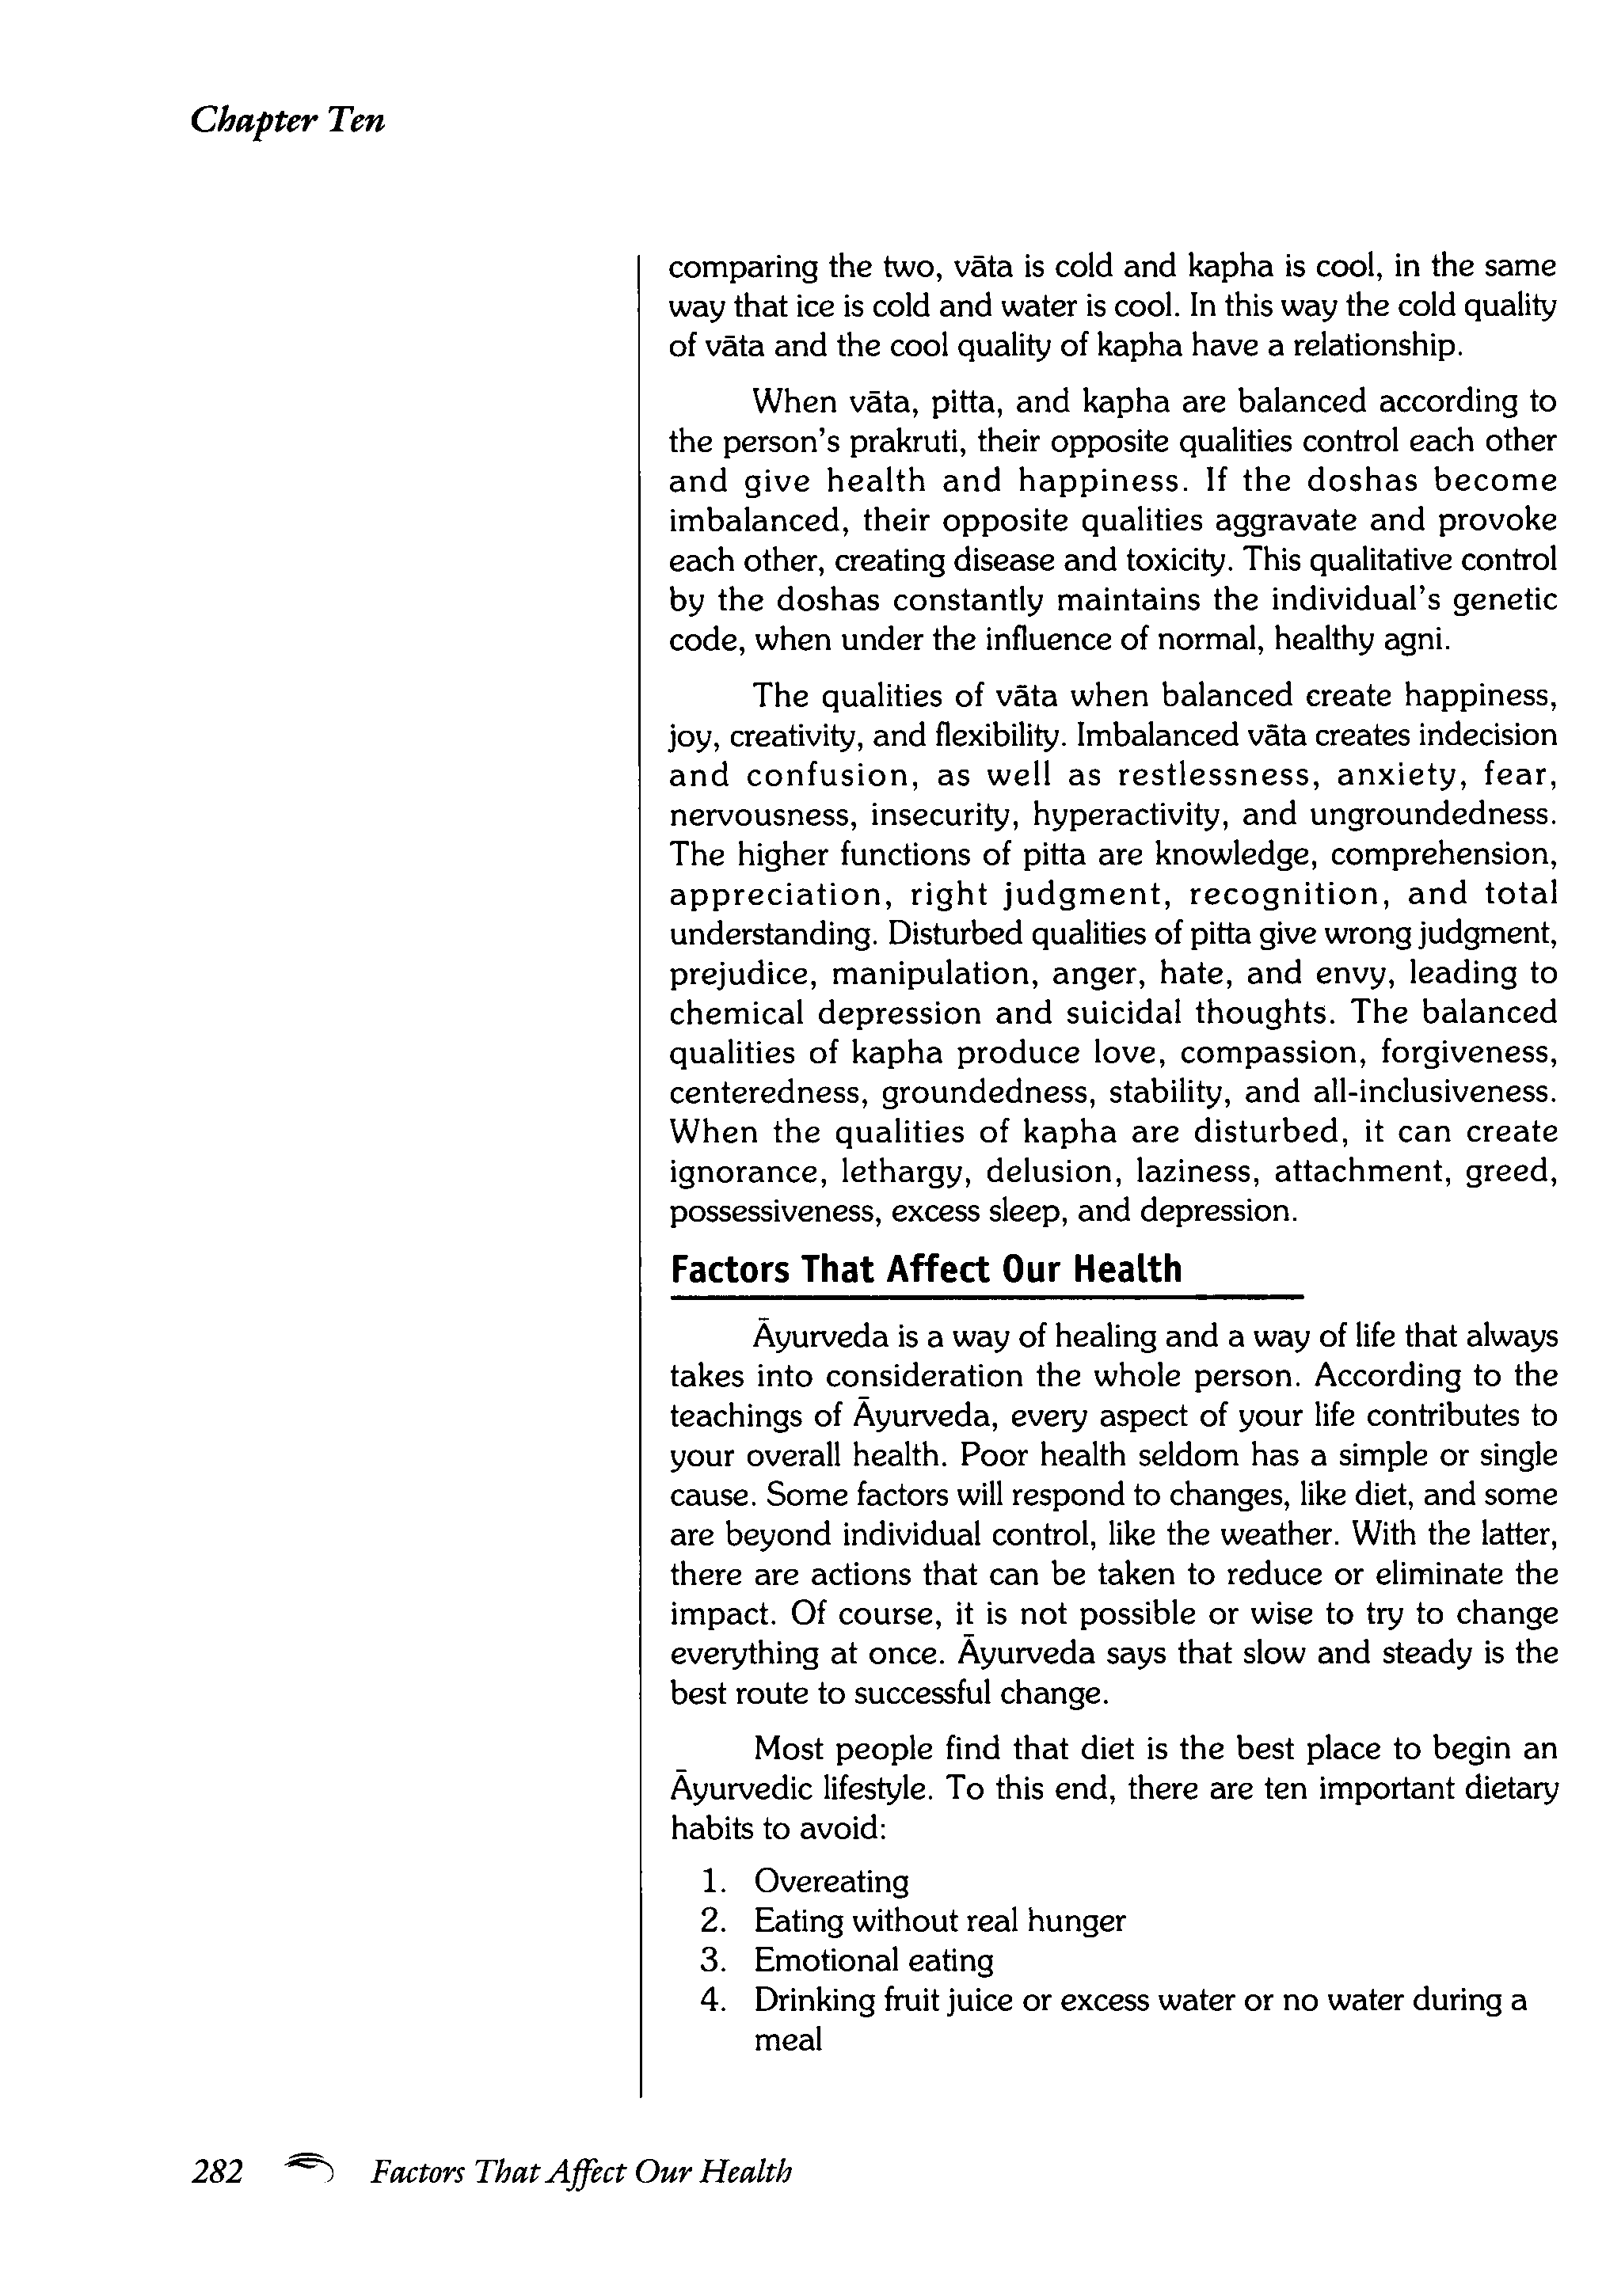 Chapter Ten
comparing the two, vāta is cold and kapha is cool, in the same
way that ice is cold and water is cool. In this way the cold quality
of vāta and the cool quality of kapha have a relationship.
When vāta, pitta, and kapha are balanced according to
the person's prakruti, their opposite qualities control each other
and give health and happiness. If the doshas become
imbalanced, their opposite qualities aggravate and provoke
each other, creating disease and toxicity. This qualitative control
by the doshas constantly maintains the individual's genetic
code, when under the influence of normal, healthy agni.
The qualities of vāta when balanced create happiness,
joy, creativity, and flexibility. Imbalanced vāta creates indecision
and confusion, as well as restlessness, anxiety, fear,
nervousness, insecurity, hyperactivity, and ungroundedness.
The higher functions of pitta are knowledge, comprehension,
appreciation, right judgment, recognition, and total
understanding. Disturbed qualities of pitta give wrong judgment,
prejudice, manipulation, anger, hate, and envy, leading to
chemical depression and suicidal thoughts. The balanced
qualities of kapha produce love, compassion, forgiveness,
centeredness, groundedness, stability, and all-inclusiveness.
When the qualities of kapha are disturbed, it can create
ignorance, lethargy, delusion, laziness, attachment, greed,
possessiveness, excess sleep, and depression.
Factors That Affect Our Health
Āyurveda is a way of healing and a way of life that always
takes into consideration the whole person. According to the
teachings of Āyurveda, every aspect of your life contributes to
your overall health. Poor health seldom has a simple or single
cause. Some factors will respond to changes, like diet, and some
are beyond individual control, like the weather. With the latter,
there are actions that can be taken to reduce or eliminate the
impact. Of course, it is not possible or wise to try to change
everything at once. Āyurveda says that slow and steady is the
best route to successful change.
Most people find that diet is the best place to begin an
Āyurvedic lifestyle. To this end, there are ten important dietary
habits to avoid:
1. Overeating
2. Eating without real hunger
3. Emotional eating
4. Drinking fruit juice or excess water or no water during a
meal
282 Factors That Affect Our Health